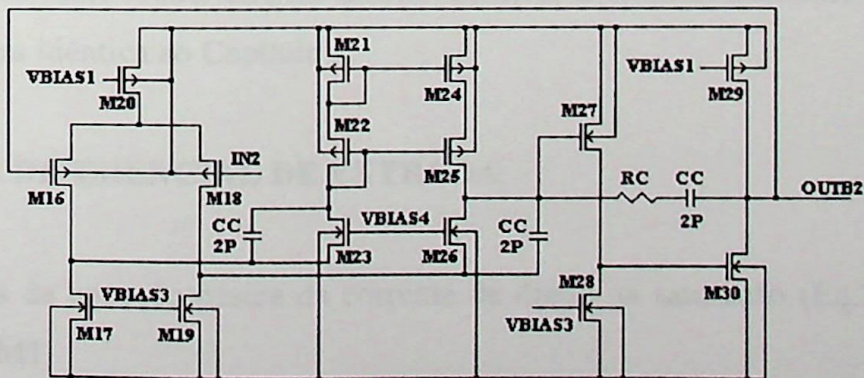 M21
VBIAS1
M20
M24
VBIAS1
M29
M27
M22
IN2
M16
M18
M25
RC
CC
2P
OUTB2
CC
2P
VBIAS4
M23
M26
CC
2P
M30
VBIAS3
M17
M19
M28
VBIAS3